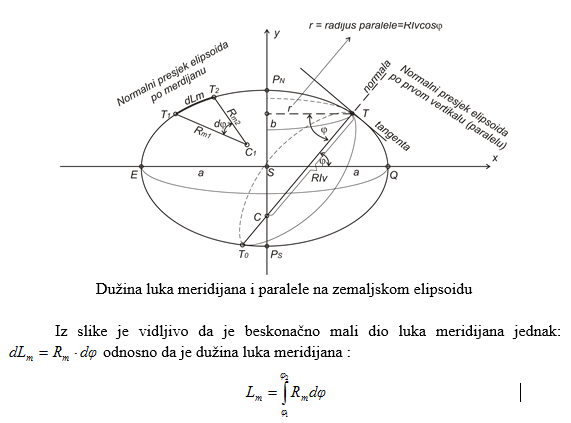 r = radijus paralele=RIvcosφ
y
Normalni presjek elipsoida
po merdijanu
normala
Normalni presjek elipsoida
po prvom vertikalu (paralelu)
dLm
T2
PN
T1
r
T
Rm2
Rm1
dφ
b
φ
tangenta
C1
φ
x
E
a
S
RIv
a
Q
C
T0
PS
Dužina luka meridijana i paralele na zemaljskom elipsoidu
Iz slike je vidljivo da je beskonačno mali dio luka meridijana jednak:
dLm = Rm · dφ odnosno da je dužina luka meridijana :
Lm = ∫φ1φ2 Rm dφ